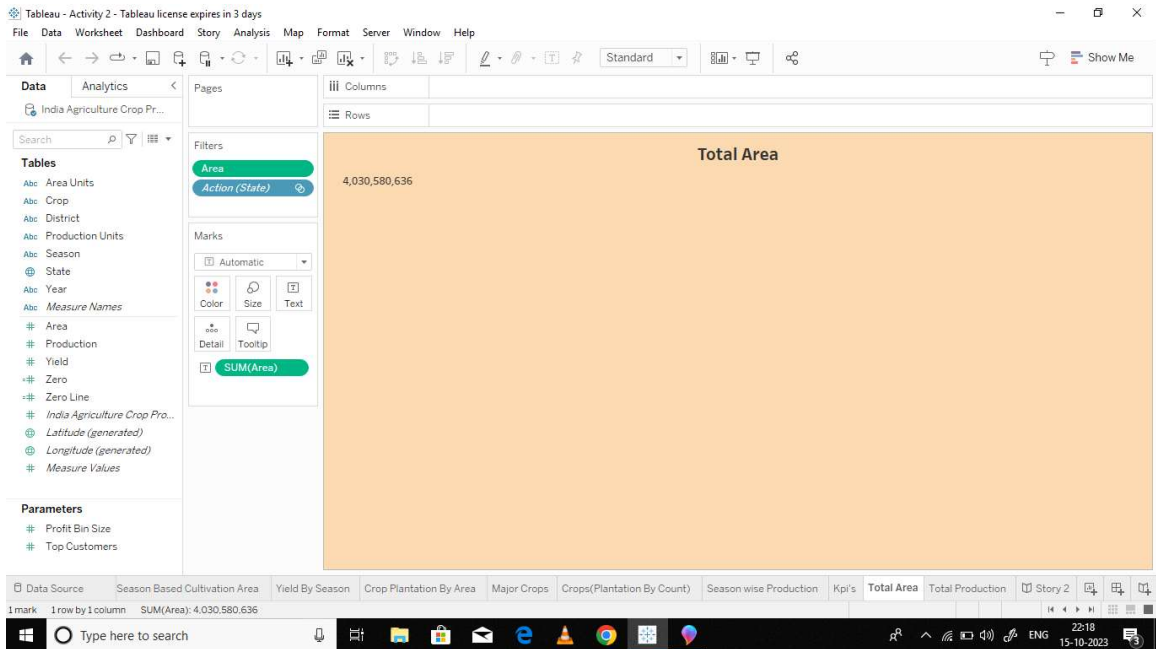 Tableau - Activity 2 - Tableau license expires in 3 days
File Data Worksheet Dashboard Story Analysis Map Format Server Window Help
Standard
Show Me
Data Analytics
India Agriculture Crop Pr...
Search
Tables
Abc Area Units
Abc Crop
Abc District
Abc Production Units
Abc Season
State
Abc Year
Abc Measure Names
# Area
# Production
# Yield
=# Zero
=# Zero Line
# India Agriculture Crop Pro...
Latitude (generated)
Longitude (generated)
# Measure Values
Parameters
# Profit Bin Size
# Top Customers
Pages
Filters
Area
Action (State)
Marks
T Automatic
Color Size Text
Detail Tooltip
T SUM(Area)
iii Columns
Rows
Total Area
4,030,580,636
Data Source Season Based Cultivation Area Yield By Season Crop Plantation By Area Major Crops Crops(Plantation By Count) Season wise Production Kpi's Total Area Total Production Story 2
1 mark 1 row by 1 column SUM(Area): 4,030,580,636
Type here to search
ENG
22:18
15-10-2023
3